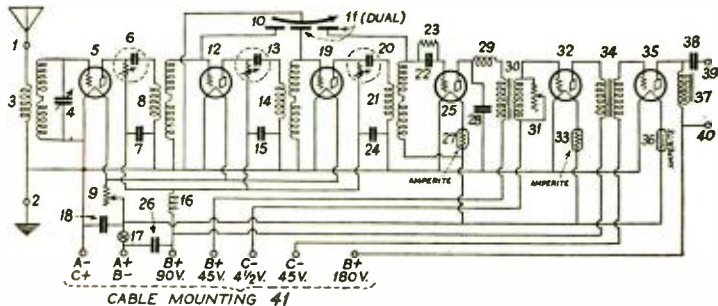 10 11 (DUAL)
1 5 6 12 13 19 20 23 29 30 32 34 35 38
39
22
3 4 8 14 21 25 28 31 37
27 33 36 40
7 15 24
AMPERITE AMPERITE
2 9 16
18 26
17
A- A+ B+ B+ C- C- B+
C+ B- 90V. 45V. 4½V. 45V. 180V.
CABLE MOUNTING 41